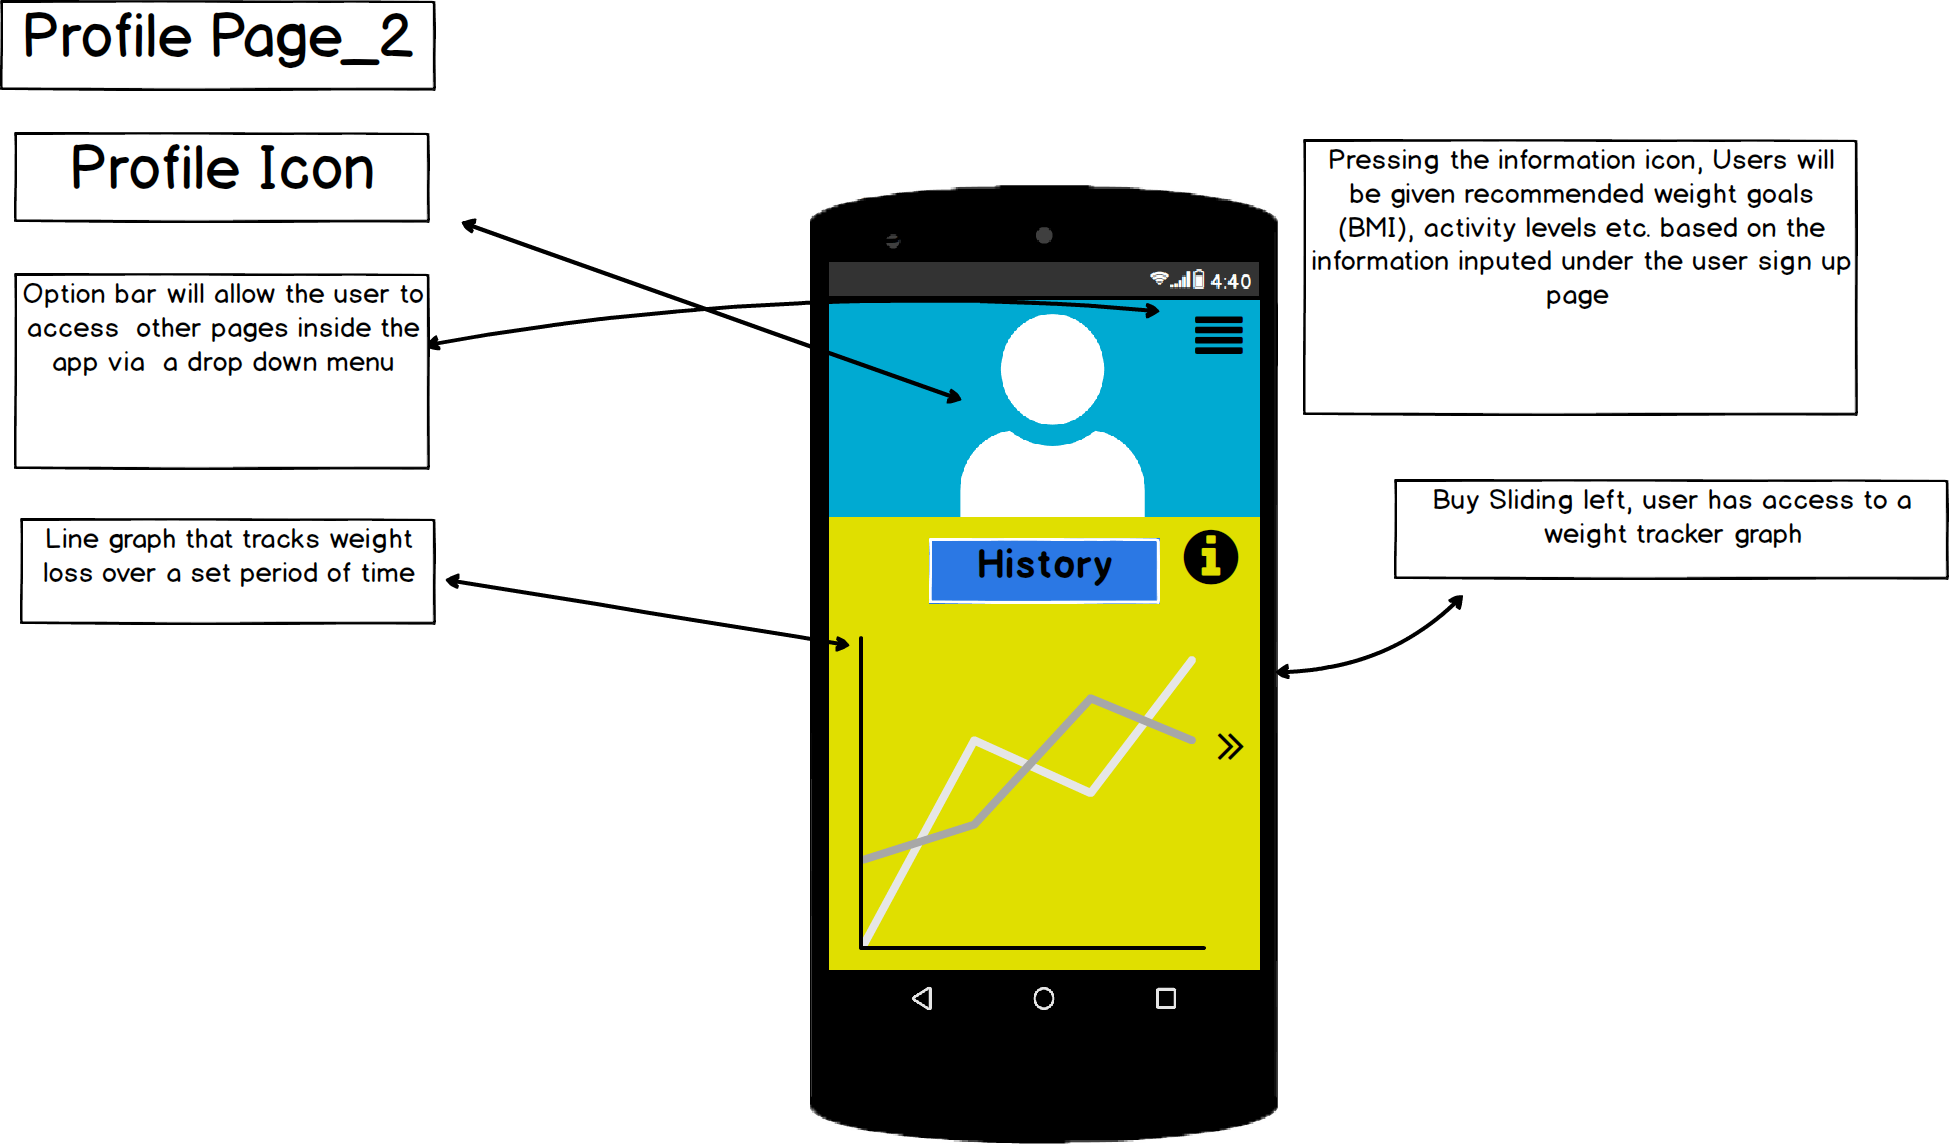 Profile Page_2
Profile Icon
Option bar will allow the user to
access other pages inside the
app via a drop down menu
Line graph that tracks weight
loss over a set period of time
4:40
History
i
Pressing the information icon, Users will
be given recommended weight goals
(BMI), activity levels etc. based on the
information inputed under the user sign up
page
Buy Sliding left, user has access to a
weight tracker graph